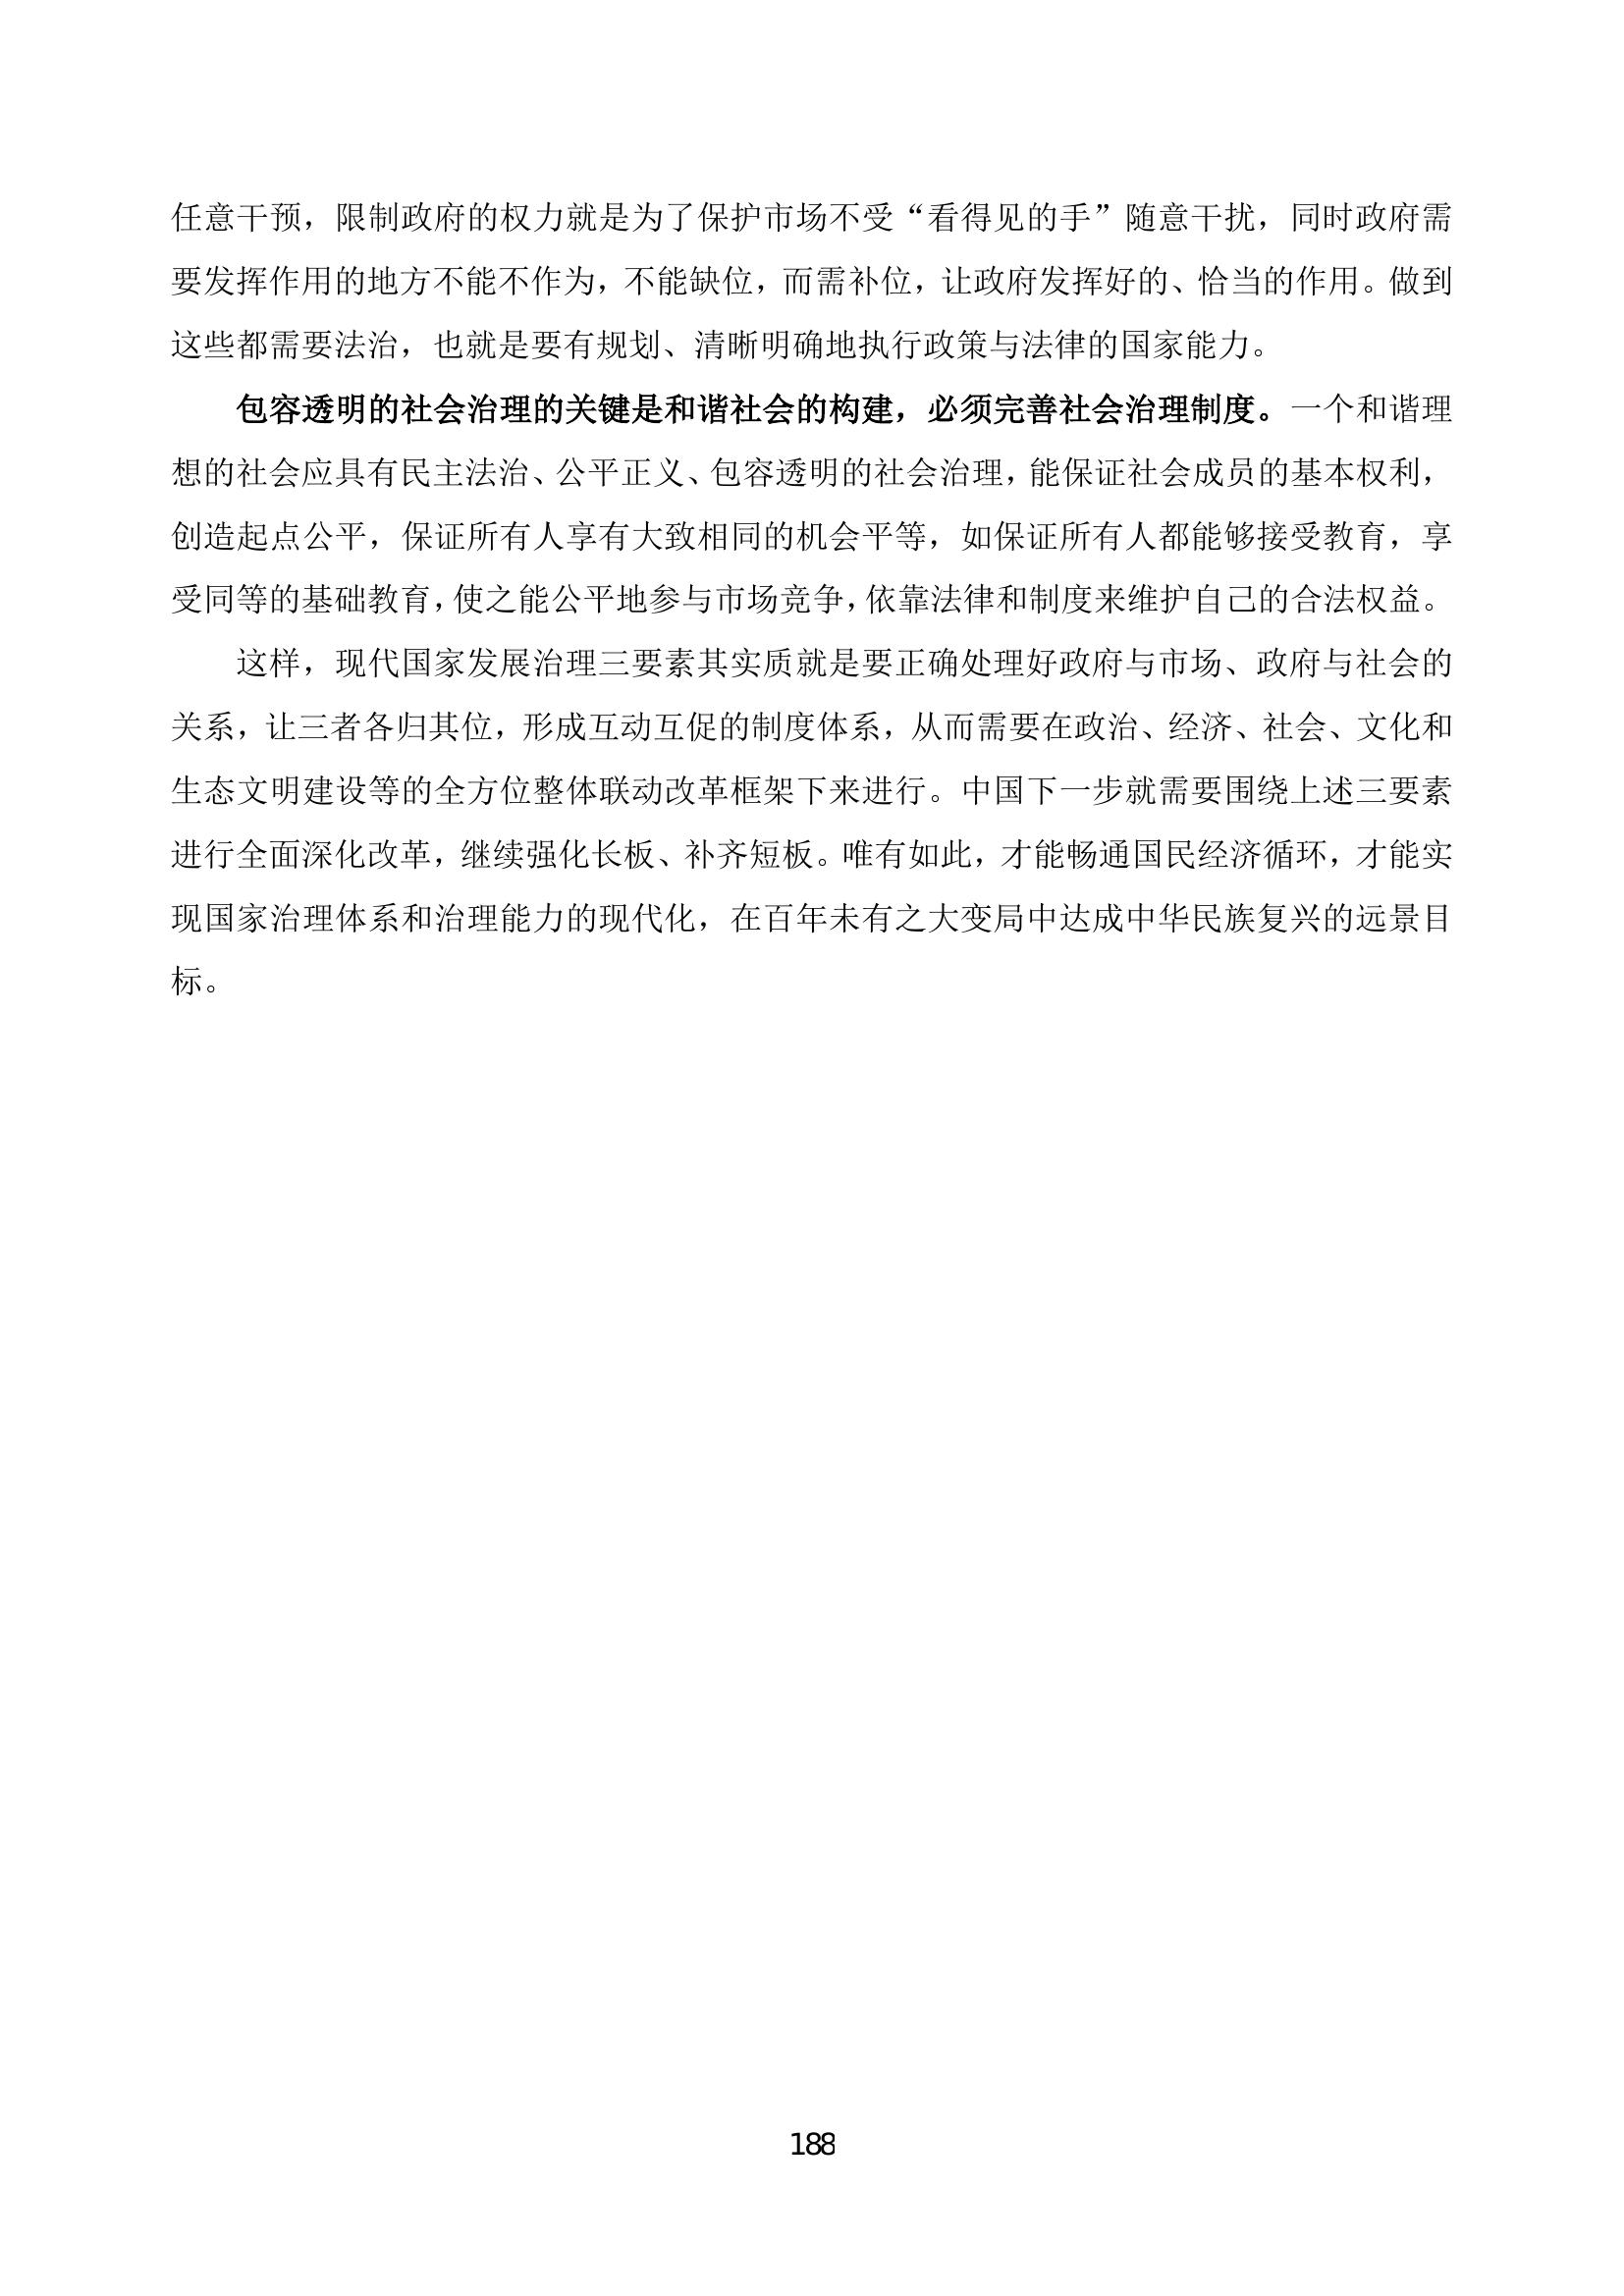 任意干预，限制政府的权力就是为了保护市场不受“看得见的手”随意干扰，同时政府需
要发挥作用的地方不能不作为，不能缺位，而需补位，让政府发挥好的、恰当的作用。做到
这些都需要法治，也就是要有规划、清晰明确地执行政策与法律的国家能力。
包容透明的社会治理的关键是和谐社会的构建，必须完善社会治理制度。一个和谐理
想的社会应具有民主法治、公平正义、包容透明的社会治理，能保证社会成员的基本权利，
创造起点公平，保证所有人享有大致相同的机会平等，如保证所有人都能够接受教育，享
受同等的基础教育，使之能公平地参与市场竞争，依靠法律和制度来维护自己的合法权益。
这样，现代国家发展治理三要素其实质就是要正确处理好政府与市场、政府与社会的
关系，让三者各归其位，形成互动互促的制度体系，从而需要在政治、经济、社会、文化和
生态文明建设等的全方位整体联动改革框架下来进行。中国下一步就需要围绕上述三要素
进行全面深化改革，继续强化长板、补齐短板。唯有如此，才能畅通国民经济循环，才能实
现国家治理体系和治理能力的现代化，在百年未有之大变局中达成中华民族复兴的远景目
标。
188